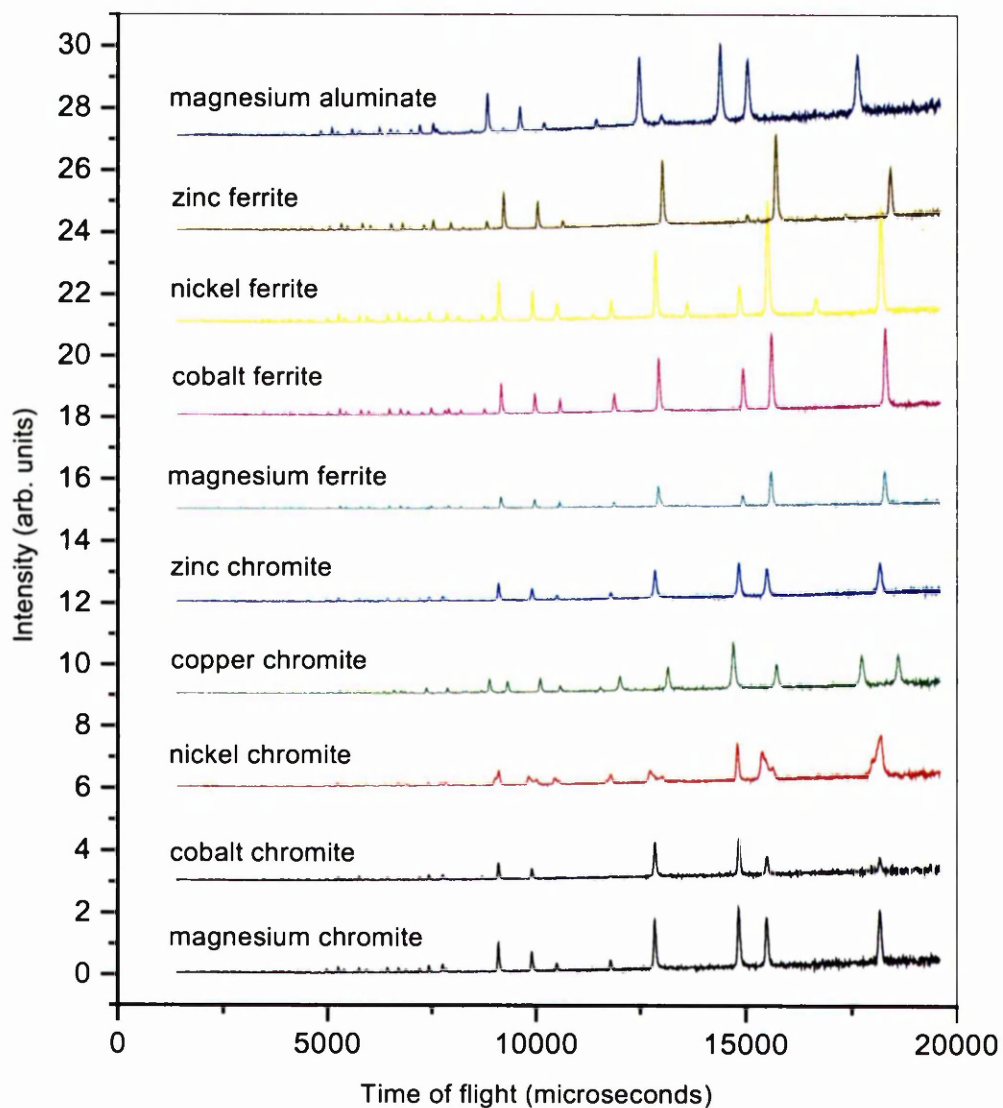 30
magnesium aluminate
28
26
zinc ferrite
24
nickel ferrite
22
20
cobalt ferrite
18
magnesium ferrite
16
14
zinc chromite
12
copper chromite
10
8
nickel chromite
6
4
cobalt chromite
2
magnesium chromite
0
Intensity (arb. units)
0 5000 10000 15000 20000
Time of flight (microseconds)